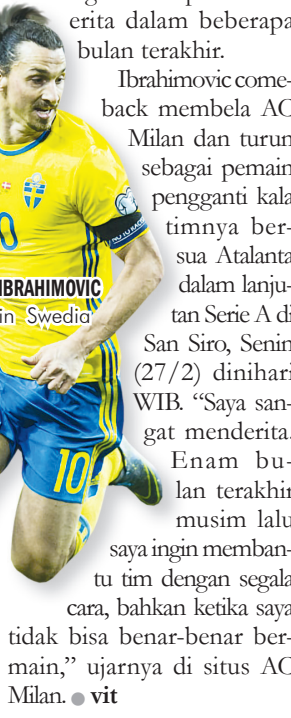 erita dalam beberapa
bulan terakhir.
Ibrahimovic come-
back membela AC
Milan dan turun
sebagai pemain
pengganti kala
timnya ber-
sua Atalanta
dalam lanju-
tan Serie A di
San Siro, Senin
(27/2) dinihari
WIB. “Saya san-
gat menderita.
Enam bu-
lan terakhir
musim lalu
saya ingin memban-
tu tim dengan segala
cara, bahkan ketika saya
tidak bisa benar-benar ber-
main,” ujarnya di situs AC
Milan. ● vit
IBRAHIMOVIC
in Swedia
10